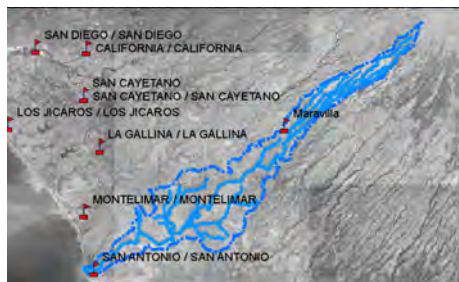 SAN DIEGO / SAN DIEGO
CALIFORNIA / CALIFORNIA
SAN CAYETANO
SAN CAYETANO / SAN CAYETANO
LOS JICAROS / LOS JICAROS
Maravilla
LA GALLINA / LA GALLINA
MONTELIMAR / MONTELIMAR
SAN ANTONIO / SAN ANTONIO